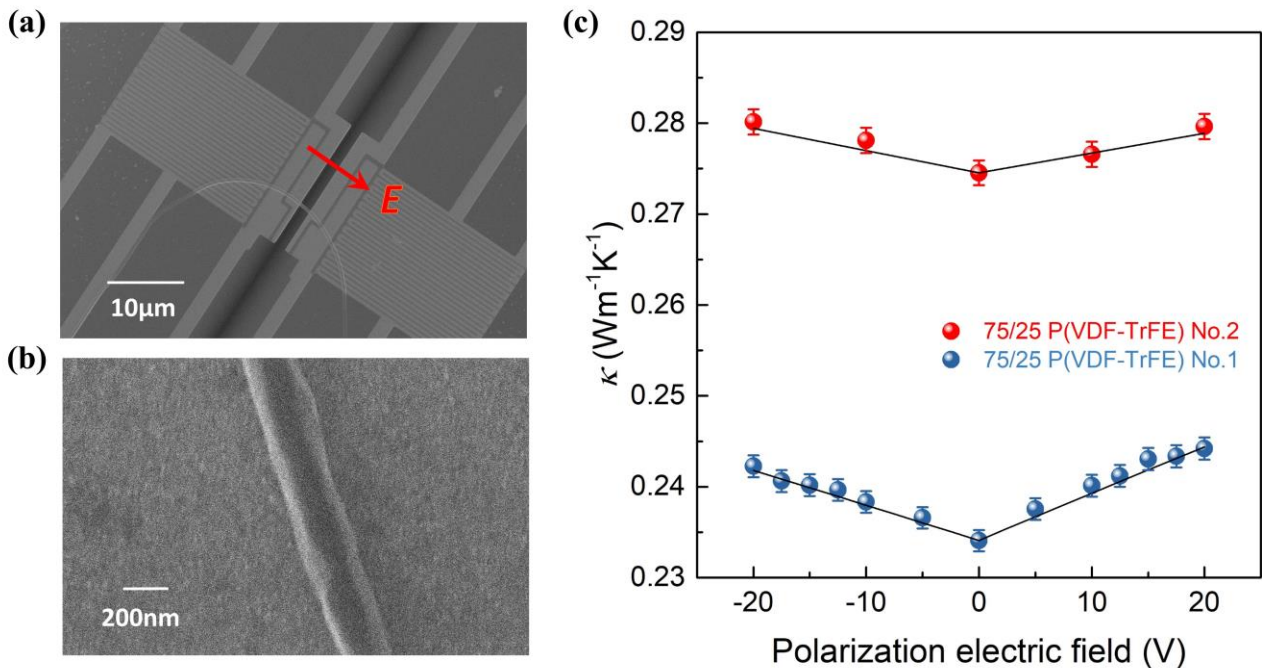 (a)
E
10μm
(b)
200nm
(c)
0.29
0.28
0.27
0.26
0.25
0.24
0.23
κ (Wm⁻¹K⁻¹)
75/25 P(VDF-TrFE) No.2
75/25 P(VDF-TrFE) No.1
-20 -10 0 10 20
Polarization electric field (V)